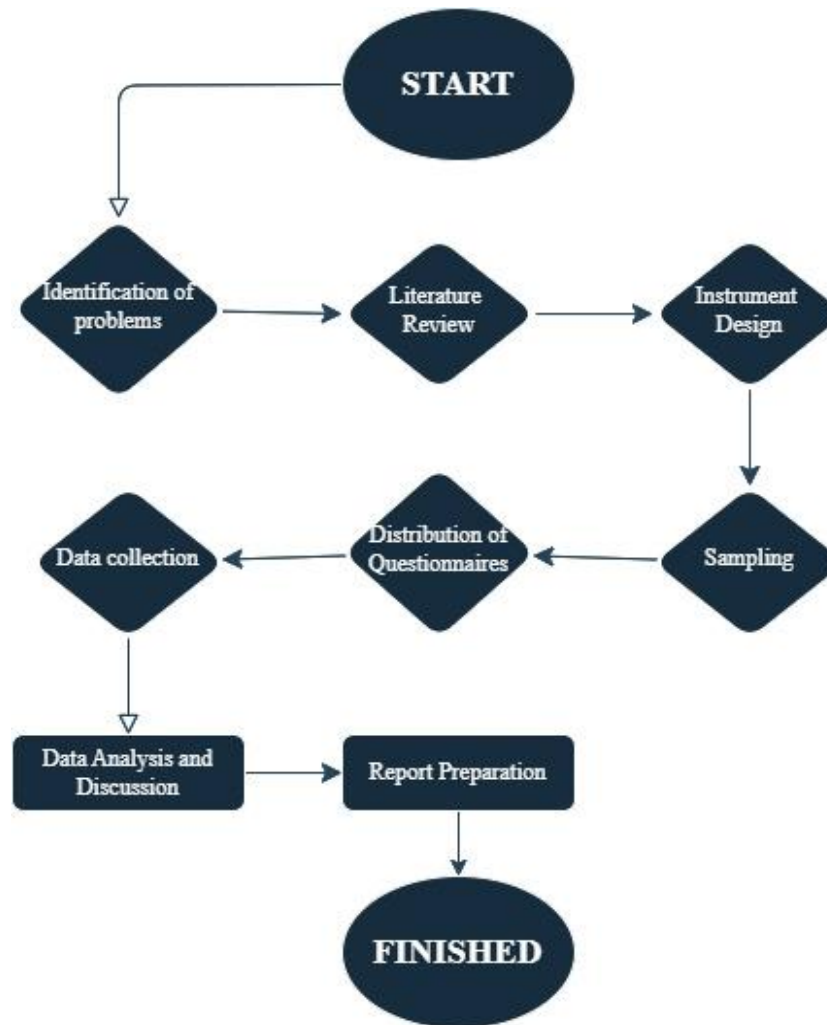 START
Identification of
problems
Literature
Review
Instrument
Design
Sampling
Distribution of
Questionnaires
Data collection
Data Analysis and
Discussion
Report Preparation
FINISHED